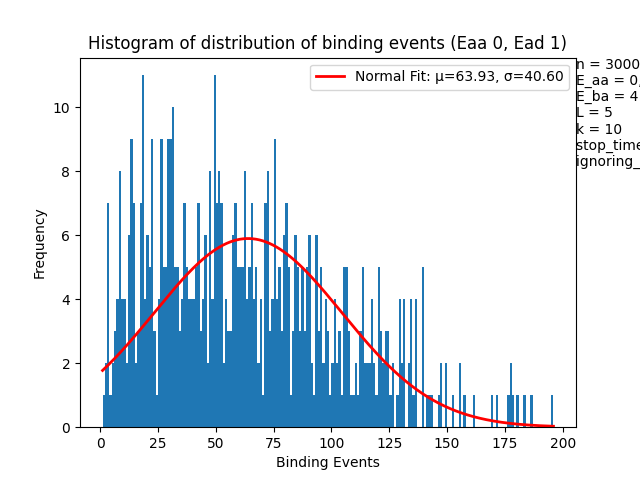 Histogram of distribution of binding events (Eaa 0, Ead 1)
Normal Fit: μ=63.93, σ=40.60
n = 3000
E_aa = 0,
E_ba = 4
L = 5
k = 10
stop_time
ignoring_
Frequency
10
8
6
4
2
0
0 25 50 75 100 125 150 175 200
Binding Events